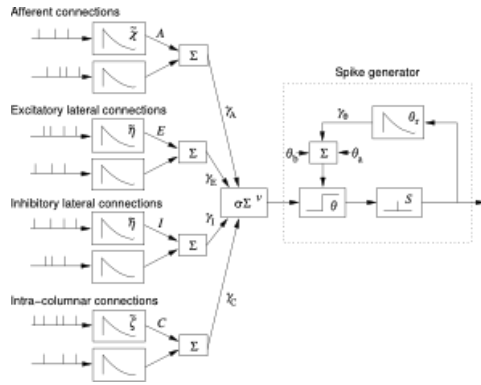 Afferent connections
χ̃ A
Σ
γA
Spike generator
Excitatory lateral connections
η̃ E
Σ
γE
γθ θr
θb Σ θa
σΣ v
θ S
Inhibitory lateral connections
η̃ I
γI
Σ
Intra-columnar connections
ζ̃ C
γC
Σ